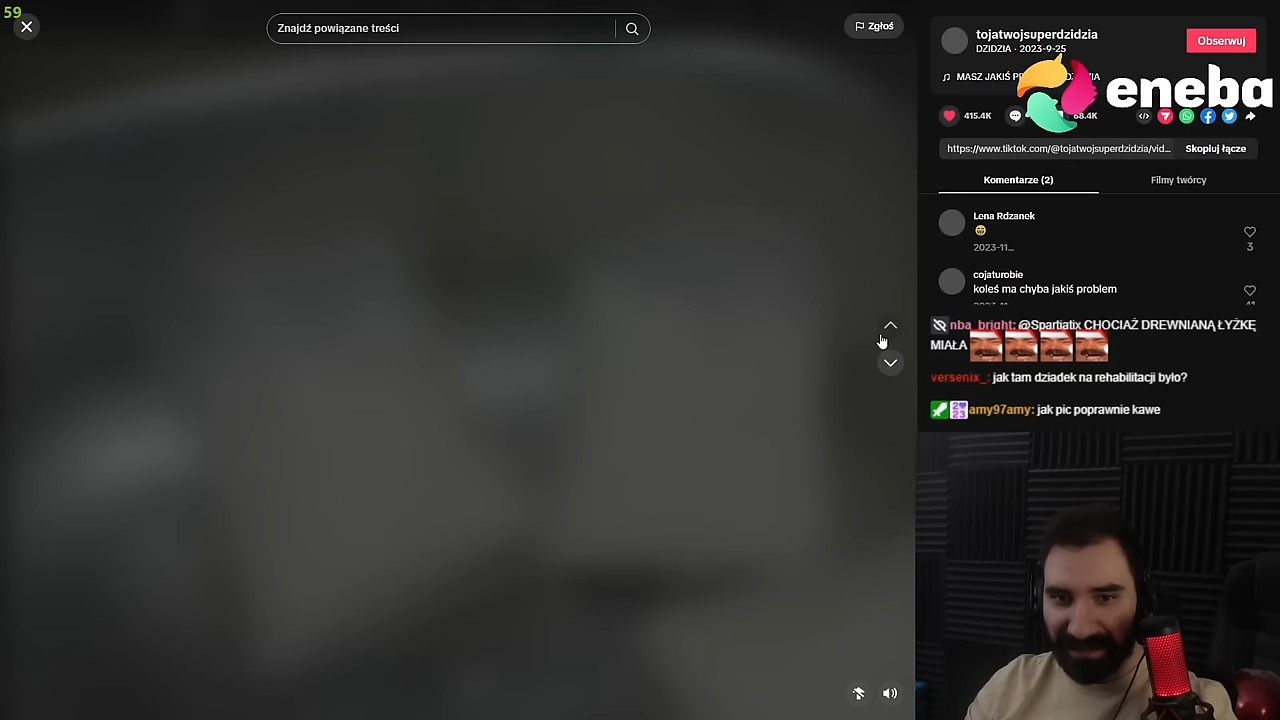 59
Znajdź powiązane treści
Zgłoś
tojatwojsuperdzidzia
DZIDZIA · 2023-9-25
Obserwuj
MASZ JAKIŚ
eneba
415.4K
68.4K
https://www.tiktok.com/@tojatwojsuperdzidzia/vid...
Skopiuj łącze
Komentarze (2)
Filmy twórcy
Lena Rdzanek
2023-11...
3
cojaturobie
koleś ma chyba jakiś problem
nba_bright: @Spartiatix CHOCIAŻ DREWNIANĄ ŁYŻKĘ
MIAŁA
versenix_: jak tam dziadek na rehabilitacji było?
amy97amy: jak pic poprawnie kawe